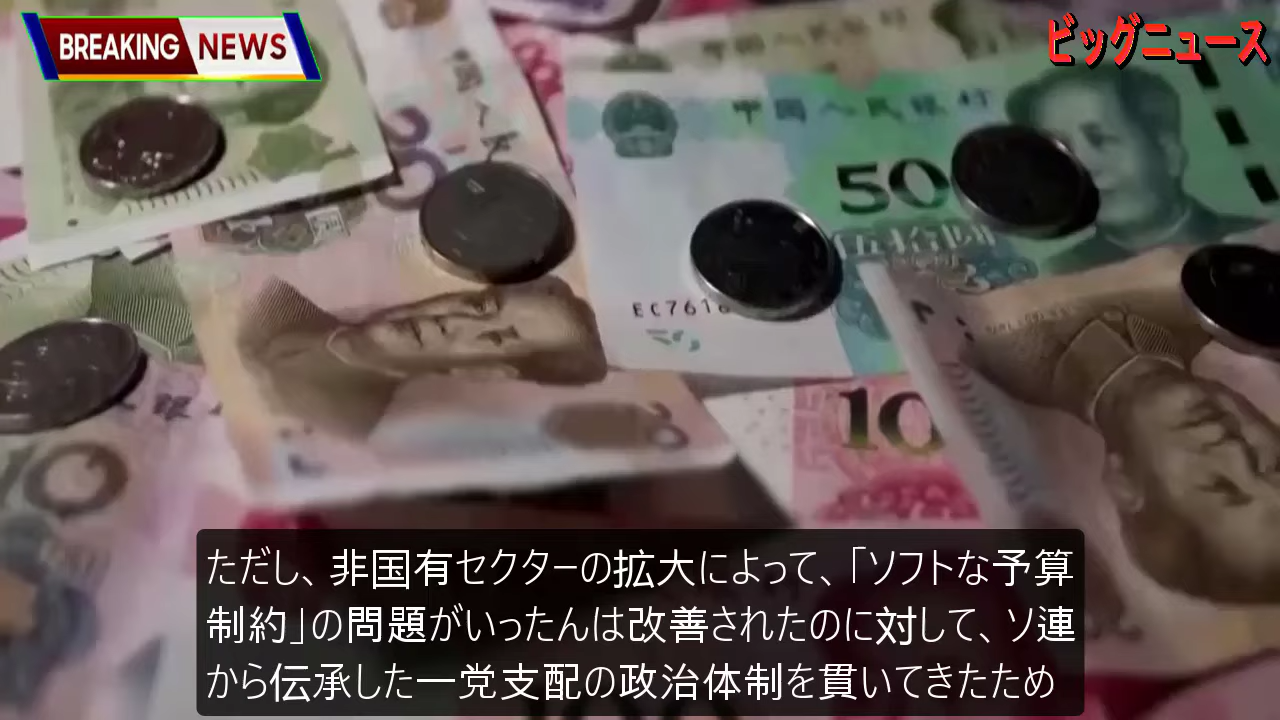 BREAKING NEWS
ビッグニュース
中国人民银行
50
伍拾圆
EC7616
10
ただし、非国有セクターの拡大によって、「ソフトな予算
制約」の問題がいったんは改善されたのに対して、ソ連
から伝承した一党支配の政治体制を貫いてきたため